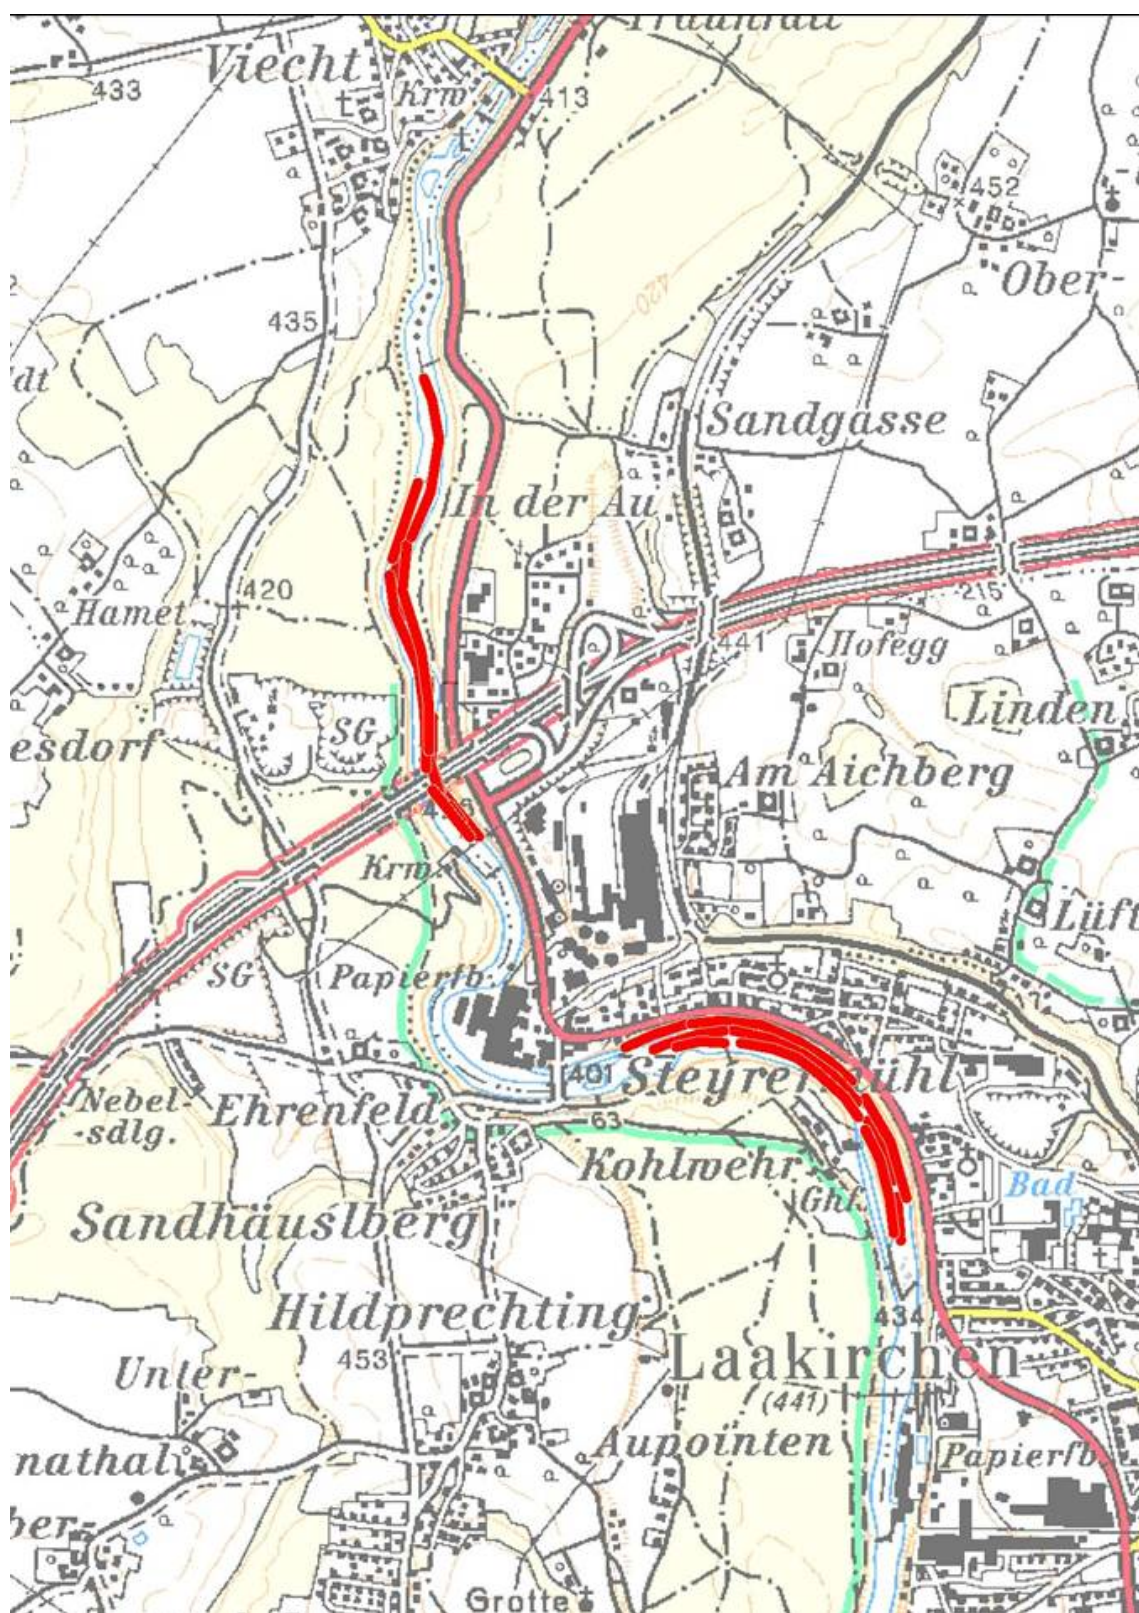 Viecht
433
Krw
413
452
Ober-
420
435
dt
Sandgasse
In der Au
420
215
Hamet
441
Hofegg
Linden
SG
esdorf
Am Aichberg
Krw.
SG
Papierfb.
Lüft
401
Steyrermühl
Nebel-
-sdlg.
Ehrenfeld
63
Kohlwehr
Bad
Ghf.
Sandhäuslberg
Hildprechting
434
453
Laakirchen
Unter-
(441)
Aupointen
nathal
Papierfb.
ber-
Grotte